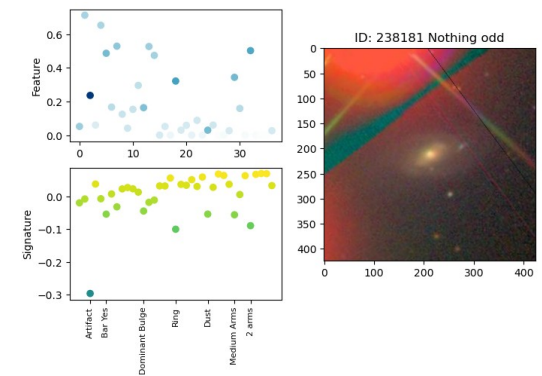 ID: 238181 Nothing odd
Feature
0.6
0.4
0.2
0.0
0 10 20 30
Signature
0.0
−0.1
−0.2
−0.3
Artifact
Bar Yes
Dominant Bulge
Ring
Dust
Medium Arms
2 arms
0
50
100
150
200
250
300
350
400
0 100 200 300 400